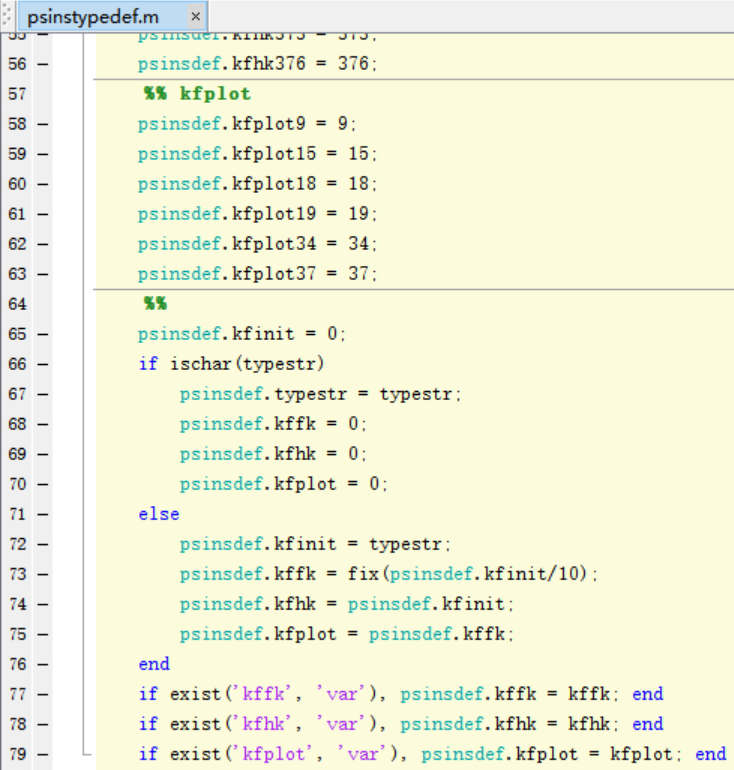 psinstypedef.m ×
55 – psinsdef.kfhk373 = 373;
56 – psinsdef.kfhk376 = 376;
57 %% kfplot
58 – psinsdef.kfplot9 = 9;
59 – psinsdef.kfplot15 = 15;
60 – psinsdef.kfplot18 = 18;
61 – psinsdef.kfplot19 = 19;
62 – psinsdef.kfplot34 = 34;
63 – psinsdef.kfplot37 = 37;
64 %%
65 – psinsdef.kfinit = 0;
66 – if ischar(typestr)
67 – psinsdef.typestr = typestr;
68 – psinsdef.kffk = 0;
69 – psinsdef.kfhk = 0;
70 – psinsdef.kfplot = 0;
71 – else
72 – psinsdef.kfinit = typestr;
73 – psinsdef.kffk = fix(psinsdef.kfinit/10);
74 – psinsdef.kfhk = psinsdef.kfinit;
75 – psinsdef.kfplot = psinsdef.kffk;
76 – end
77 – if exist('kffk', 'var'), psinsdef.kffk = kffk; end
78 – if exist('kfhk', 'var'), psinsdef.kfhk = kfhk; end
79 – if exist('kfplot', 'var'), psinsdef.kfplot = kfplot; end